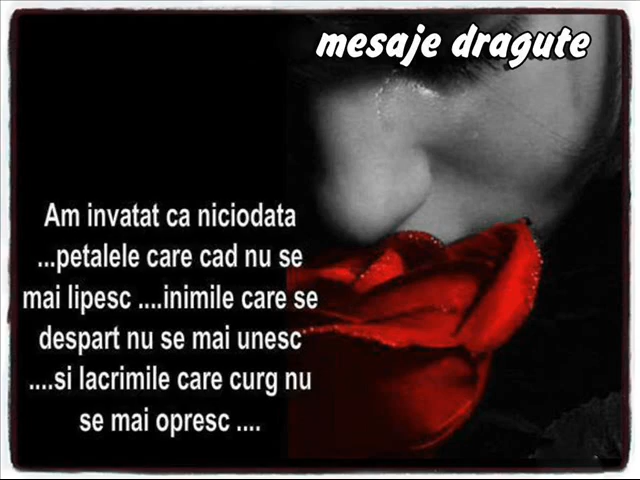 mesaje dragute
Am invatat ca niciodata
...petalele care cad nu se
mai lipesc ....inimile care se
despart nu se mai unesc
....si lacrimile care curg nu
se mai opresc ....